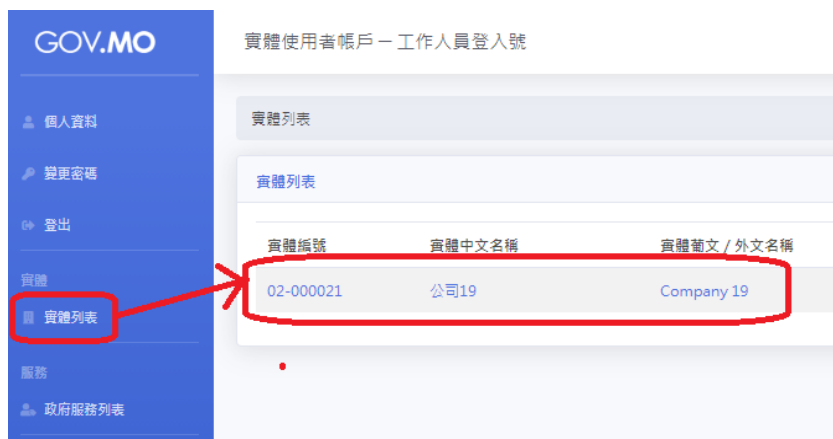 GOV.MO
實體使用者帳戶 － 工作人員登入號
個人資料
變更密碼
登出
實體
實體列表
服務
政府服務列表
實體列表
實體列表
實體編號 實體中文名稱 實體葡文 / 外文名稱
02-000021 公司19 Company 19